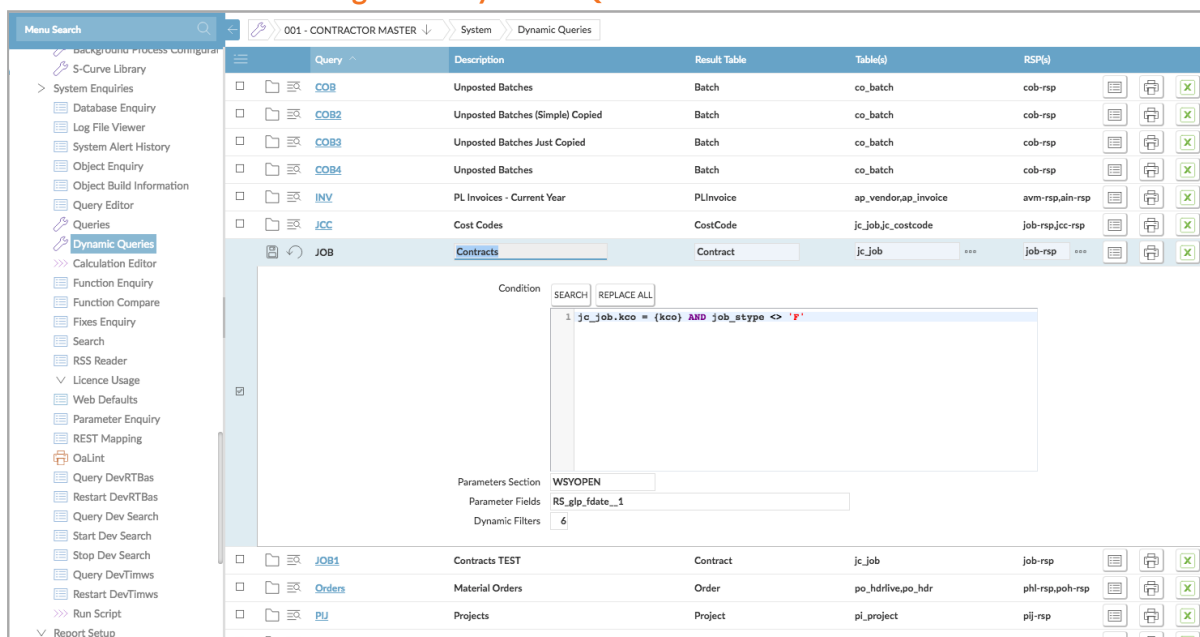 Menu Search
Background Process Configurar
S-Curve Library
System Enquiries
Database Enquiry
Log File Viewer
System Alert History
Object Enquiry
Object Build Information
Query Editor
Queries
Dynamic Queries
Calculation Editor
Function Enquiry
Function Compare
Fixes Enquiry
Search
RSS Reader
Licence Usage
Web Defaults
Parameter Enquiry
REST Mapping
OaLint
Query DevRTBas
Restart DevRTBas
Query Dev Search
Start Dev Search
Stop Dev Search
Query DevTimws
Restart DevTimws
Run Script
Report Setup
001 - CONTRACTOR MASTER System Dynamic Queries
Query Description Result Table Table(s) RSP(s)
COB Unposted Batches Batch co_batch cob-rsp
COB2 Unposted Batches (Simple) Copied Batch co_batch cob-rsp
COB3 Unposted Batches Just Copied Batch co_batch cob-rsp
COB4 Unposted Batches Batch co_batch cob-rsp
INV PL Invoices - Current Year PLInvoice ap_vendor,ap_invoice avm-rsp,ain-rsp
JCC Cost Codes CostCode jc_job,jc_costcode job-rsp,jcc-rsp
JOB Contracts Contract jc_job job-rsp
Condition SEARCH REPLACE ALL
1 jc_job.kco = {kco} AND job_stype <> 'F'
Parameters Section WSYOPEN
Parameter Fields RS_glp_fdate__1
Dynamic Filters 6
JOB1 Contracts TEST Contract jc_job job-rsp
Orders Material Orders Order po_hdrlive,po_hdr phl-rsp,poh-rsp
PIJ Projects Project pi_project pij-rsp